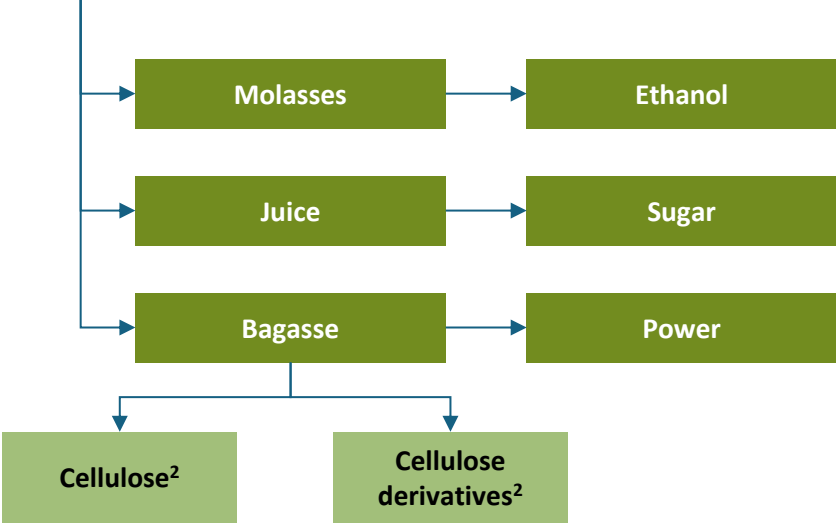 Molasses
Ethanol
Juice
Sugar
Bagasse
Power
Cellulose²
Cellulose
derivatives²